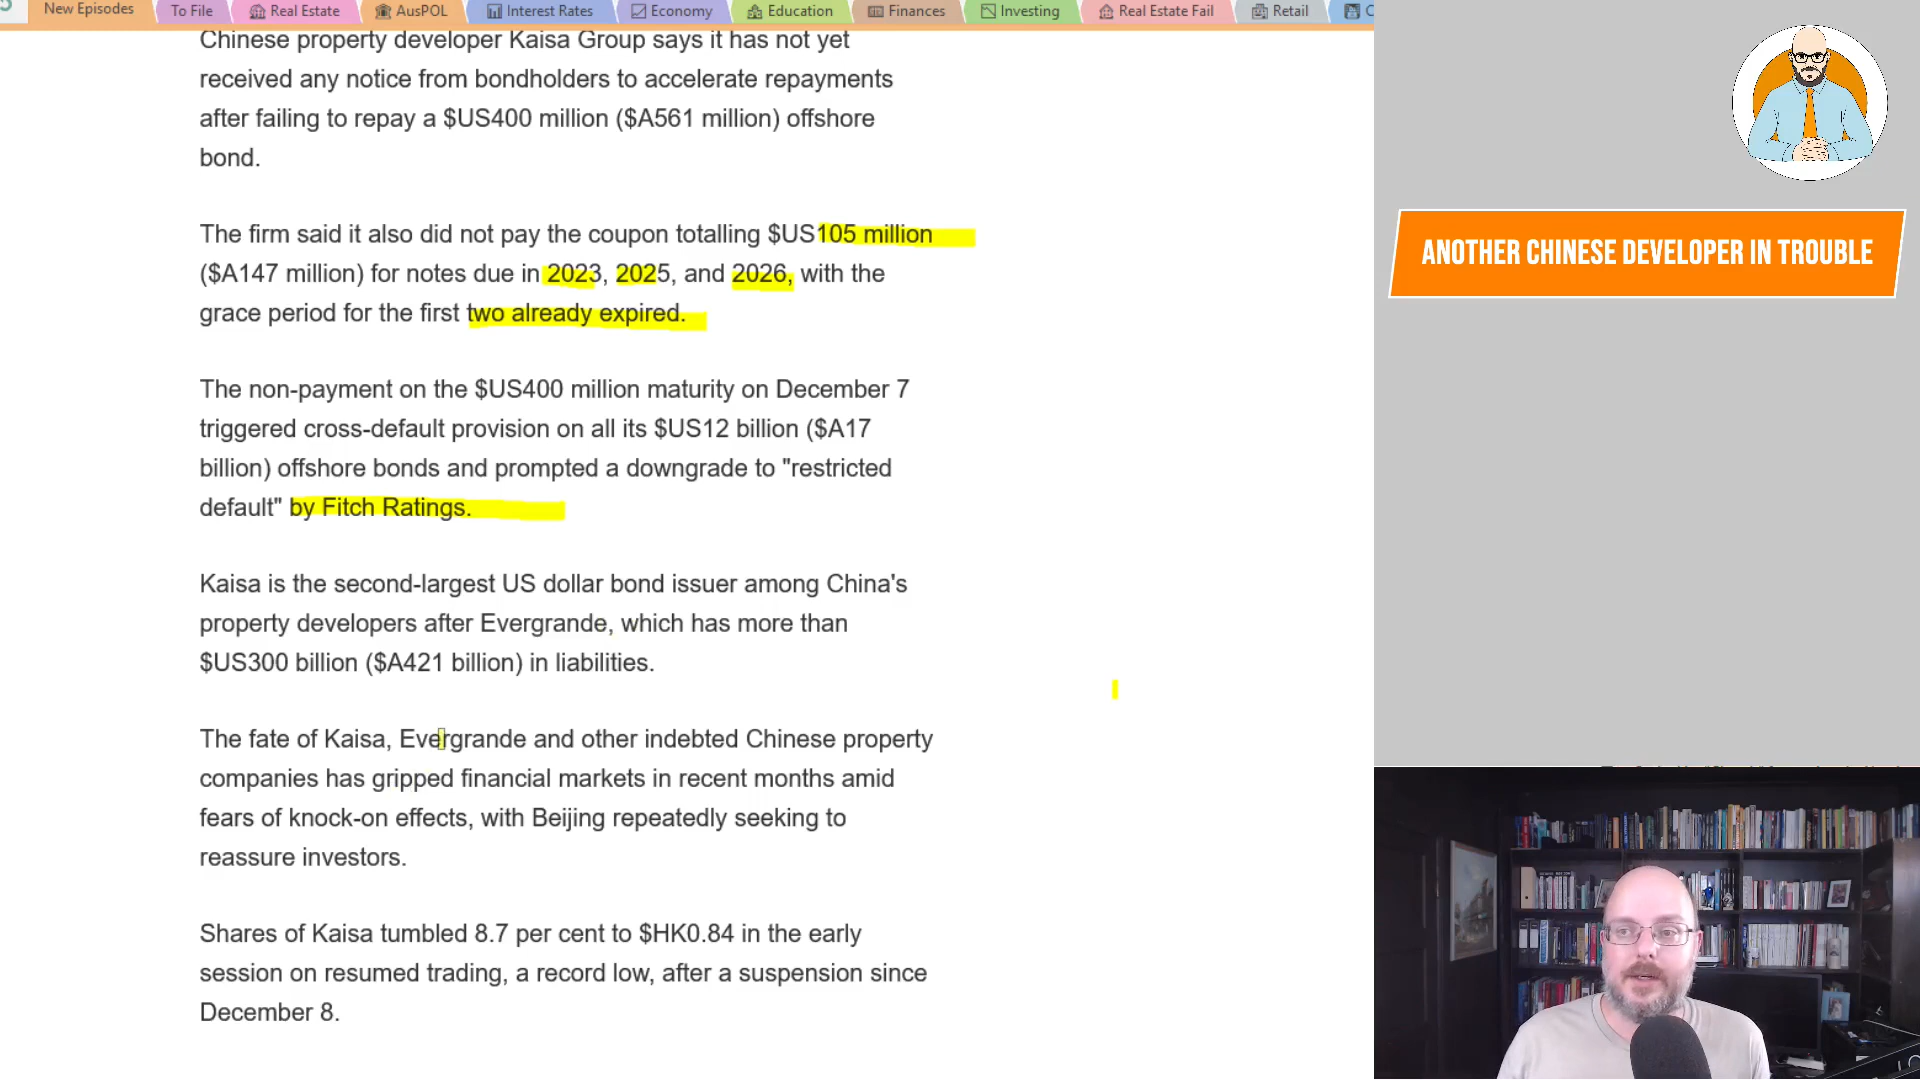 New Episodes
To File
Real Estate
AusPOL
Interest Rates
Economy
Education
Finances
Investing
Real Estate Fail
Retail
Chinese property developer Kaisa Group says it has not yet
received any notice from bondholders to accelerate repayments
after failing to repay a $US400 million ($A561 million) offshore
bond.
The firm said it also did not pay the coupon totalling $US105 million
($A147 million) for notes due in 2023, 2025, and 2026, with the
grace period for the first two already expired.
The non-payment on the $US400 million maturity on December 7
triggered cross-default provision on all its $US12 billion ($A17
billion) offshore bonds and prompted a downgrade to "restricted
default" by Fitch Ratings.
Kaisa is the second-largest US dollar bond issuer among China's
property developers after Evergrande, which has more than
$US300 billion ($A421 billion) in liabilities.
The fate of Kaisa, Evergrande and other indebted Chinese property
companies has gripped financial markets in recent months amid
fears of knock-on effects, with Beijing repeatedly seeking to
reassure investors.
Shares of Kaisa tumbled 8.7 per cent to $HK0.84 in the early
session on resumed trading, a record low, after a suspension since
December 8.
ANOTHER CHINESE DEVELOPER IN TROUBLE